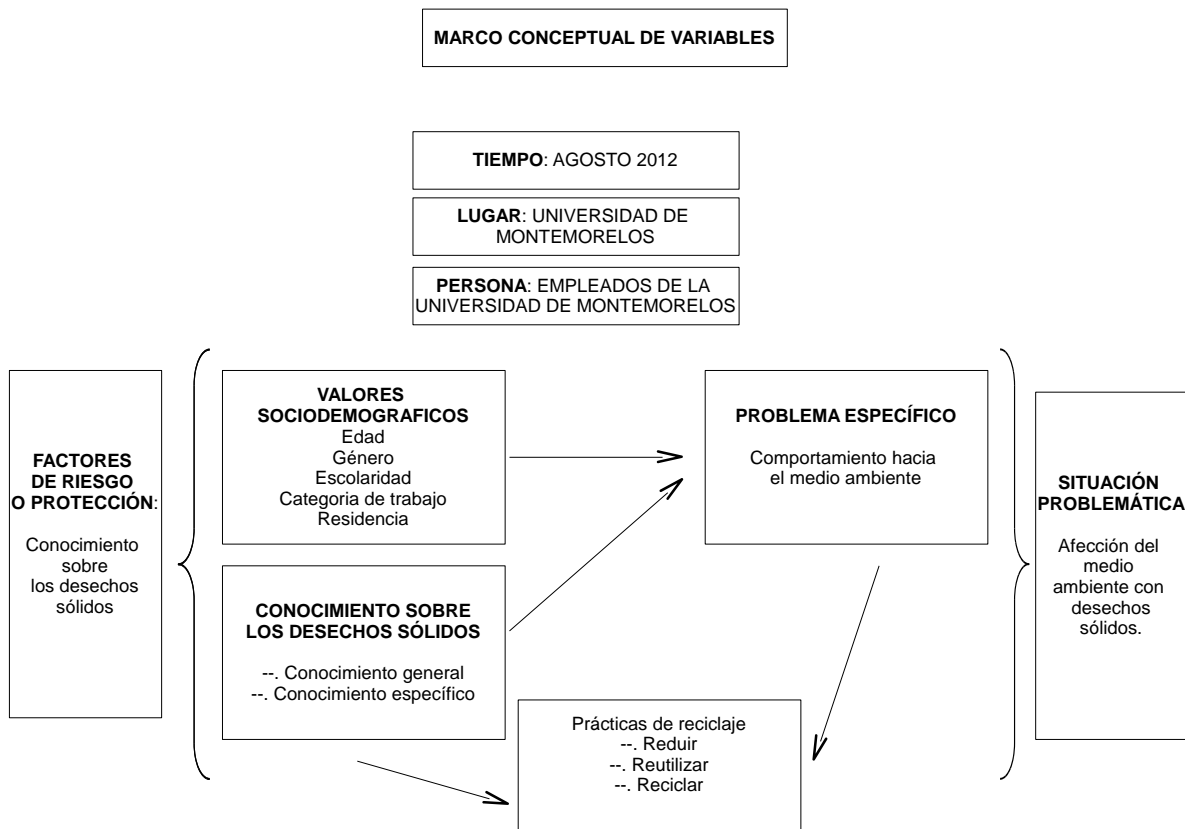 MARCO CONCEPTUAL DE VARIABLES
TIEMPO: AGOSTO 2012
LUGAR: UNIVERSIDAD DE
MONTEMORELOS
PERSONA: EMPLEADOS DE LA
UNIVERSIDAD DE MONTEMORELOS
FACTORES
DE RIESGO
O PROTECCIÓN:
Conocimiento
sobre
los desechos
sólidos
VALORES
SOCIODEMOGRAFICOS
Edad
Género
Escolaridad
Categoria de trabajo
Residencia
CONOCIMIENTO SOBRE
LOS DESECHOS SÓLIDOS
--. Conocimiento general
--. Conocimiento específico
PROBLEMA ESPECÍFICO
Comportamiento hacia
el medio ambiente
Prácticas de reciclaje
--. Reduir
--. Reutilizar
--. Reciclar
SITUACIÓN
PROBLEMÁTICA
Afección del
medio
ambiente con
desechos
sólidos.